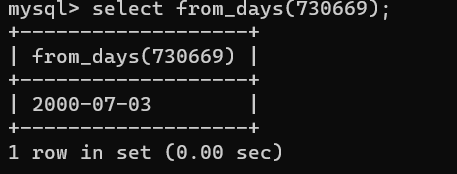 mysql> select from_days(730669);
+-------------------+
| from_days(730669) |
+-------------------+
| 2000-07-03        |
+-------------------+
1 row in set (0.00 sec)